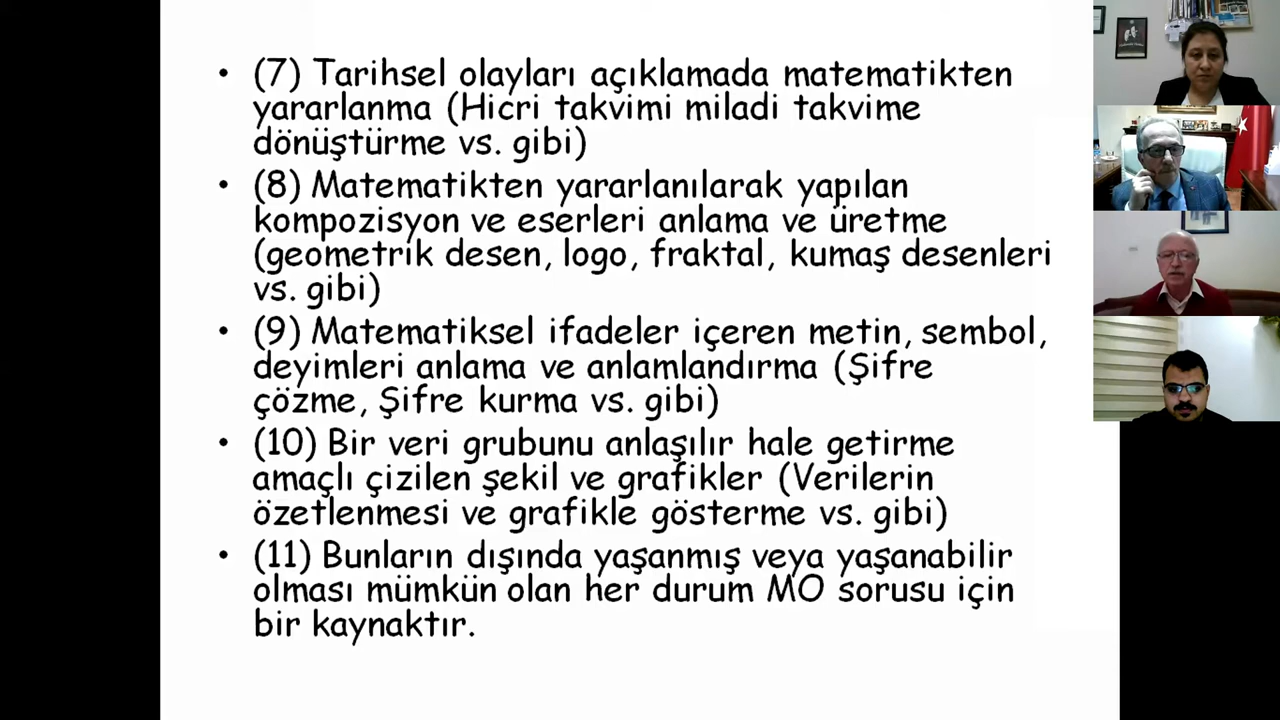 • (7) Tarihsel olayları açıklamada matematikten
yararlanma (Hicri takvimi miladi takvime
dönüştürme vs. gibi)
• (8) Matematikten yararlanılarak yapılan
kompozisyon ve eserleri anlama ve üretme
(geometrik desen, logo, fraktal, kumaş desenleri
vs. gibi)
• (9) Matematiksel ifadeler içeren metin, sembol,
deyimleri anlama ve anlamlandırma (Şifre
çözme, Şifre kurma vs. gibi)
• (10) Bir veri grubunu anlaşılır hale getirme
amaçlı çizilen şekil ve grafikler (Verilerin
özetlenmesi ve grafikle gösterme vs. gibi)
• (11) Bunların dışında yaşanmış veya yaşanabilir
olması mümkün olan her durum MO sorusu için
bir kaynaktır.